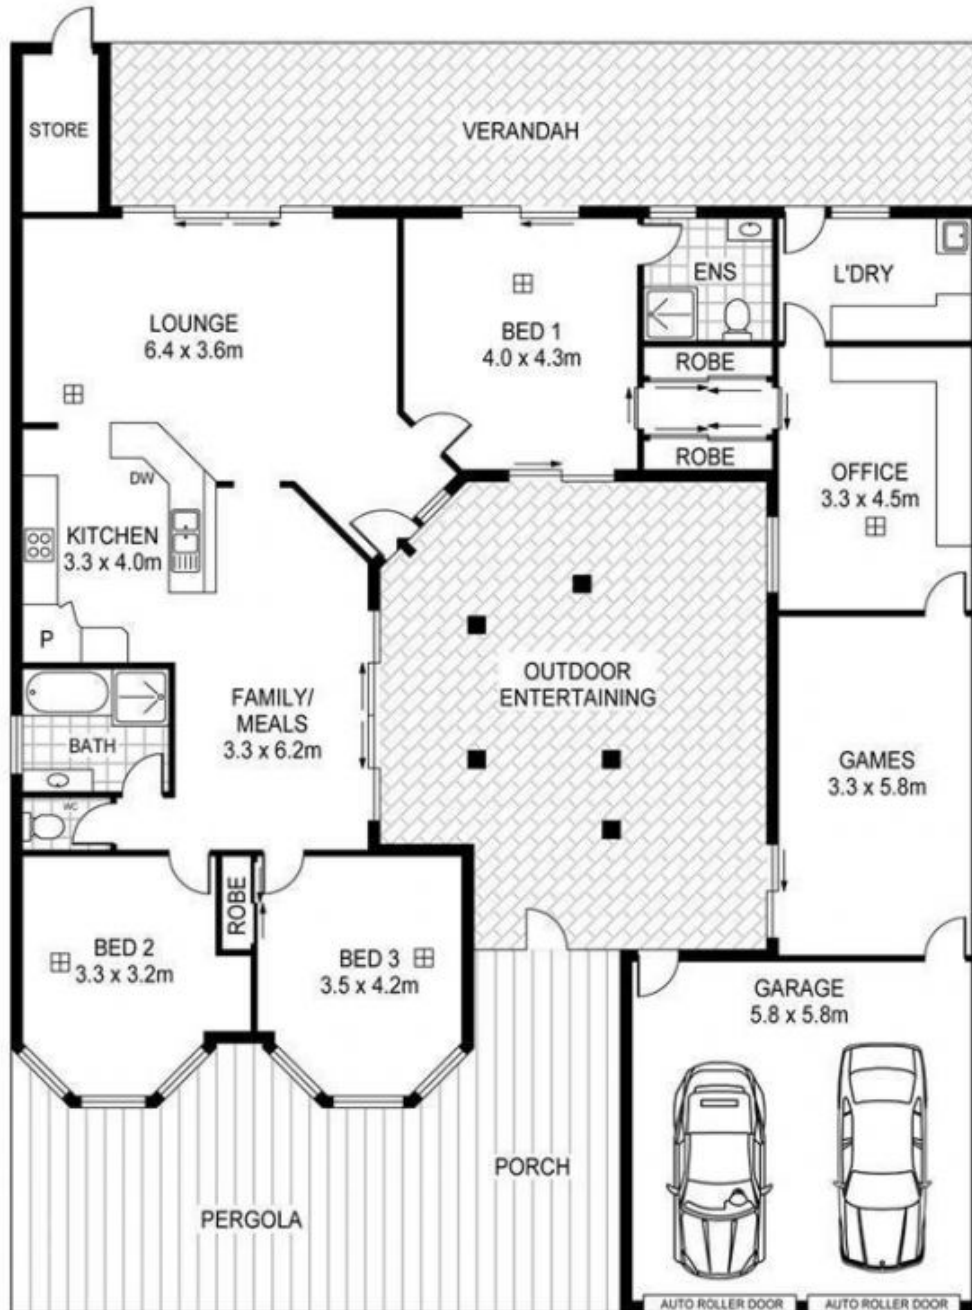 STORE
VERANDAH
LOUNGE
6.4 x 3.6m
BED 1
4.0 x 4.3m
ENS
L'DRY
ROBE
ROBE
OFFICE
3.3 x 4.5m
DW
KITCHEN
3.3 x 4.0m
P
BATH
WC
FAMILY/
MEALS
3.3 x 6.2m
OUTDOOR
ENTERTAINING
GAMES
3.3 x 5.8m
BED 2
3.3 x 3.2m
ROBE
BED 3
3.5 x 4.2m
GARAGE
5.8 x 5.8m
PORCH
PERGOLA
AUTO ROLLER DOOR
AUTO ROLLER DOOR